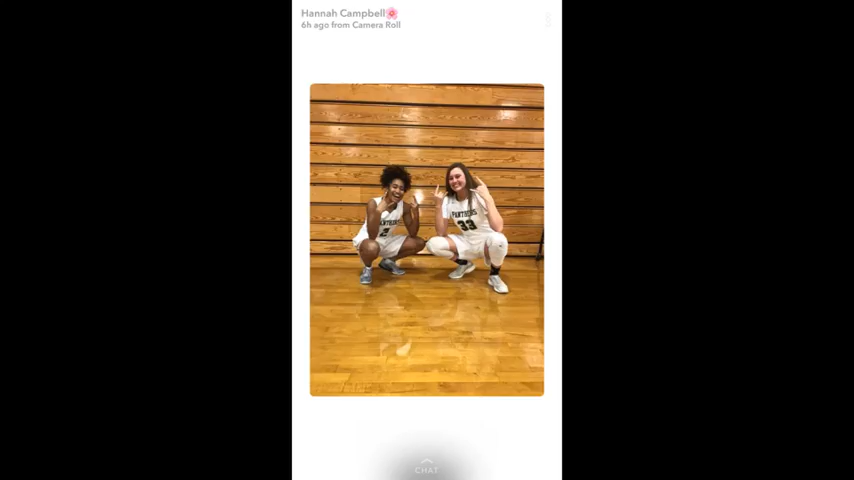 Hannah Campbell🌺
6h ago from Camera Roll
PANTHERS
2
PANTHERS
33
CHAT